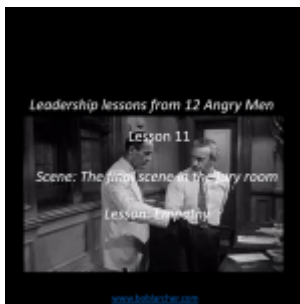 Leadership lessons from 12 Angry Men
Lesson 11
Scene: The final scene in the jury room
Lesson: Empathy